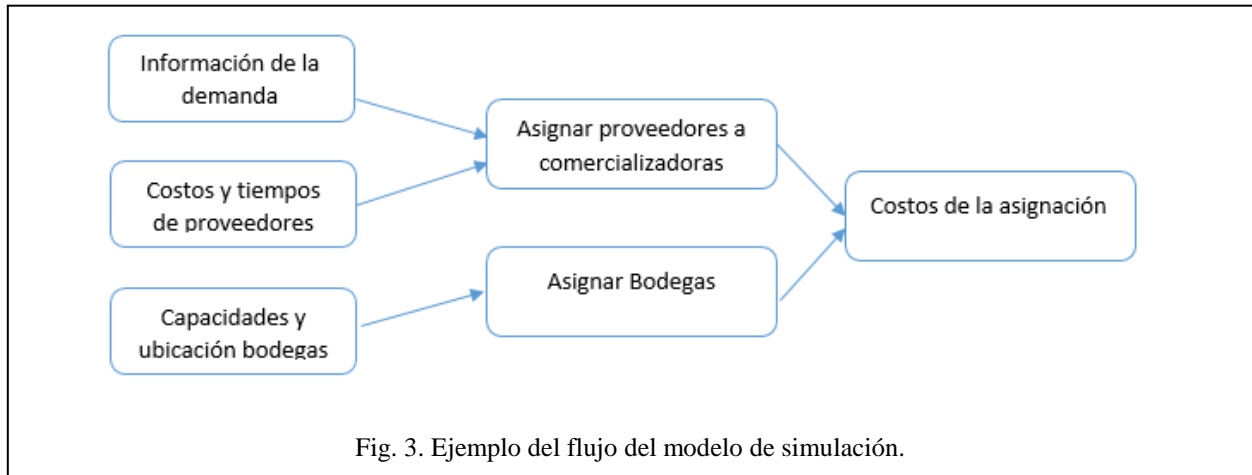 Información de la
demanda
Costos y tiempos
de proveedores
Capacidades y
ubicación bodegas
Asignar proveedores a
comercializadoras
Asignar Bodegas
Costos de la asignación
Fig. 3. Ejemplo del flujo del modelo de simulación.